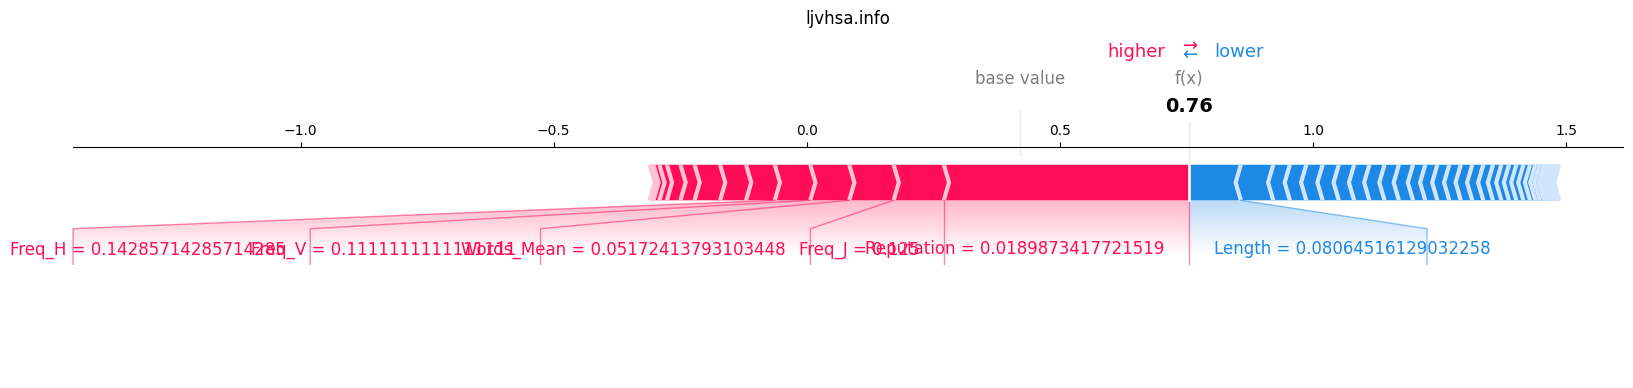 ljvhsa.info
higher → ← lower
base value f(x)
0.76
−1.0 −0.5 0.0 0.5 1.0 1.5
Freq_H = 0.14285714285714285 Freq_V = 0.1111111111111111 Words_Mean = 0.05172413793103448 Freq_J = 0.125 Reputation = 0.0189873417721519 Length = 0.08064516129032258